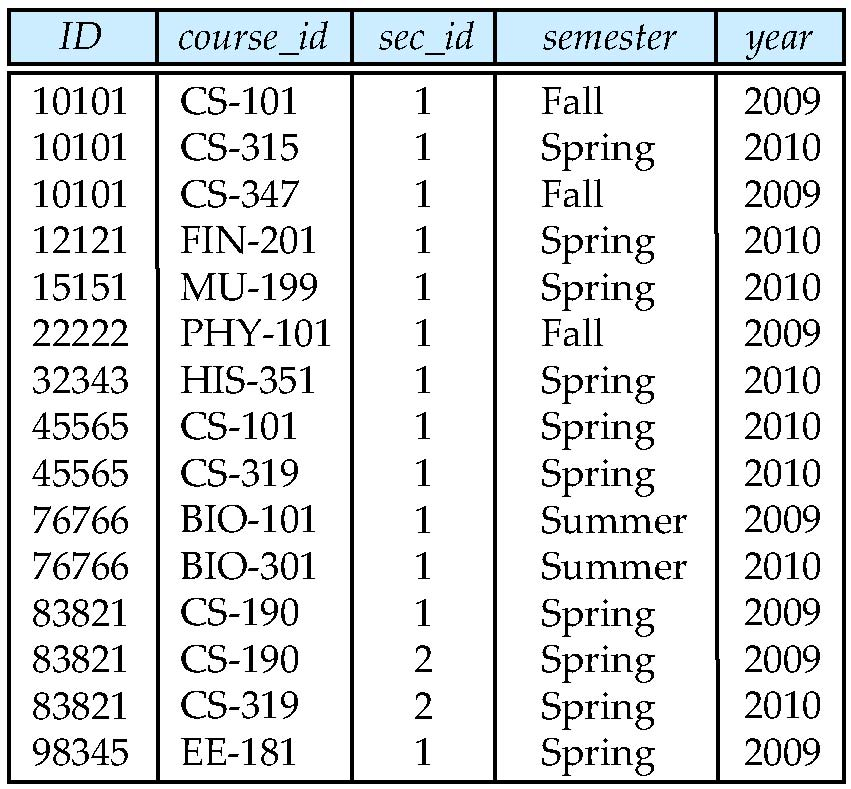 ID course_id sec_id semester year
10101 CS-101 1 Fall 2009
10101 CS-315 1 Spring 2010
10101 CS-347 1 Fall 2009
12121 FIN-201 1 Spring 2010
15151 MU-199 1 Spring 2010
22222 PHY-101 1 Fall 2009
32343 HIS-351 1 Spring 2010
45565 CS-101 1 Spring 2010
45565 CS-319 1 Spring 2010
76766 BIO-101 1 Summer 2009
76766 BIO-301 1 Summer 2010
83821 CS-190 1 Spring 2009
83821 CS-190 2 Spring 2009
83821 CS-319 2 Spring 2010
98345 EE-181 1 Spring 2009